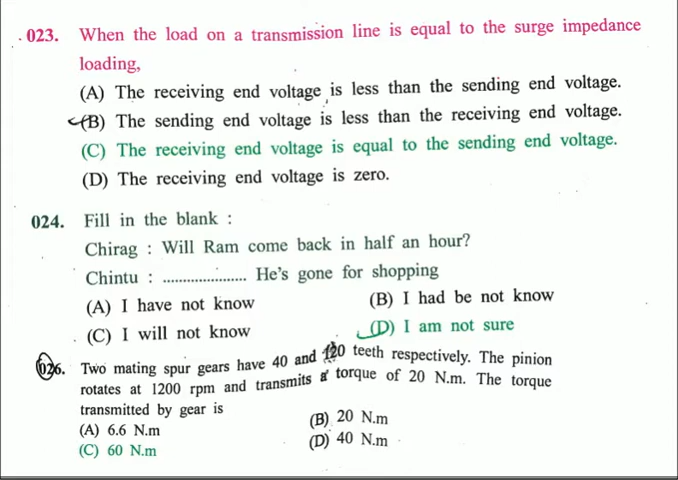 023. When the load on a transmission line is equal to the surge impedance
loading,
(A) The receiving end voltage is less than the sending end voltage.
(B) The sending end voltage is less than the receiving end voltage.
(C) The receiving end voltage is equal to the sending end voltage.
(D) The receiving end voltage is zero.
024. Fill in the blank :
Chirag : Will Ram come back in half an hour?
Chintu : ...................... He's gone for shopping
(A) I have not know (B) I had be not know
(C) I will not know (D) I am not sure
026. Two mating spur gears have 40 and 120 teeth respectively. The pinion
rotates at 1200 rpm and transmits a torque of 20 N.m. The torque
transmitted by gear is
(A) 6.6 N.m (B) 20 N.m
(C) 60 N.m (D) 40 N.m